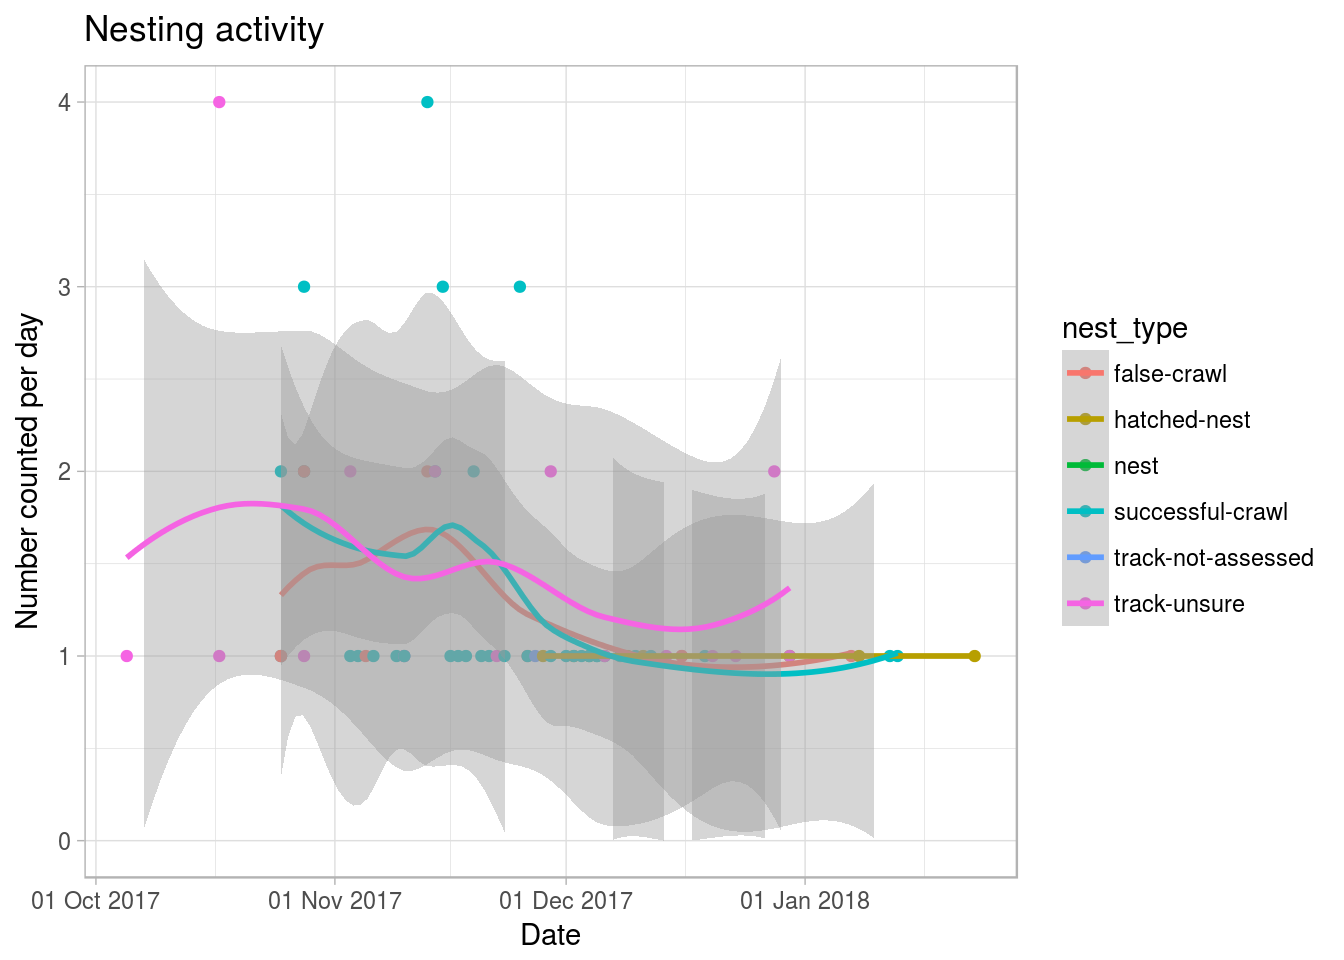 Nesting activity
Number counted per day
4
3
2
1
0
01 Oct 2017
01 Nov 2017
01 Dec 2017
01 Jan 2018
Date
nest_type
false-crawl
hatched-nest
nest
successful-crawl
track-not-assessed
track-unsure